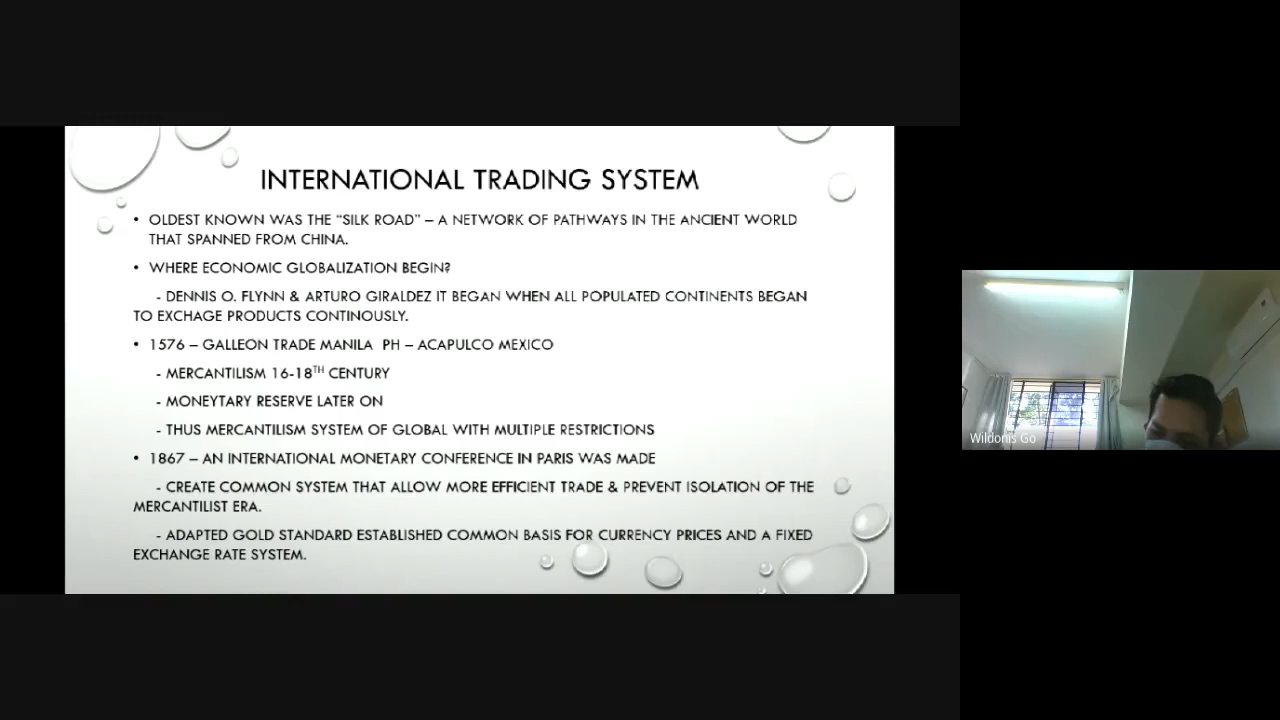 INTERNATIONAL TRADING SYSTEM
• OLDEST KNOWN WAS THE “SILK ROAD” – A NETWORK OF PATHWAYS IN THE ANCIENT WORLD
THAT SPANNED FROM CHINA.
• WHERE ECONOMIC GLOBALIZATION BEGIN?
- DENNIS O. FLYNN & ARTURO GIRALDEZ IT BEGAN WHEN ALL POPULATED CONTINENTS BEGAN
TO EXCHAGE PRODUCTS CONTINOUSLY.
• 1576 – GALLEON TRADE MANILA PH – ACAPULCO MEXICO
- MERCANTILISM 16-18TH CENTURY
- MONEYTARY RESERVE LATER ON
- THUS MERCANTILISM SYSTEM OF GLOBAL WITH MULTIPLE RESTRICTIONS
• 1867 – AN INTERNATIONAL MONETARY CONFERENCE IN PARIS WAS MADE
- CREATE COMMON SYSTEM THAT ALLOW MORE EFFICIENT TRADE & PREVENT ISOLATION OF THE
MERCANTILIST ERA.
- ADAPTED GOLD STANDARD ESTABLISHED COMMON BASIS FOR CURRENCY PRICES AND A FIXED
EXCHANGE RATE SYSTEM.
Wildonis Go